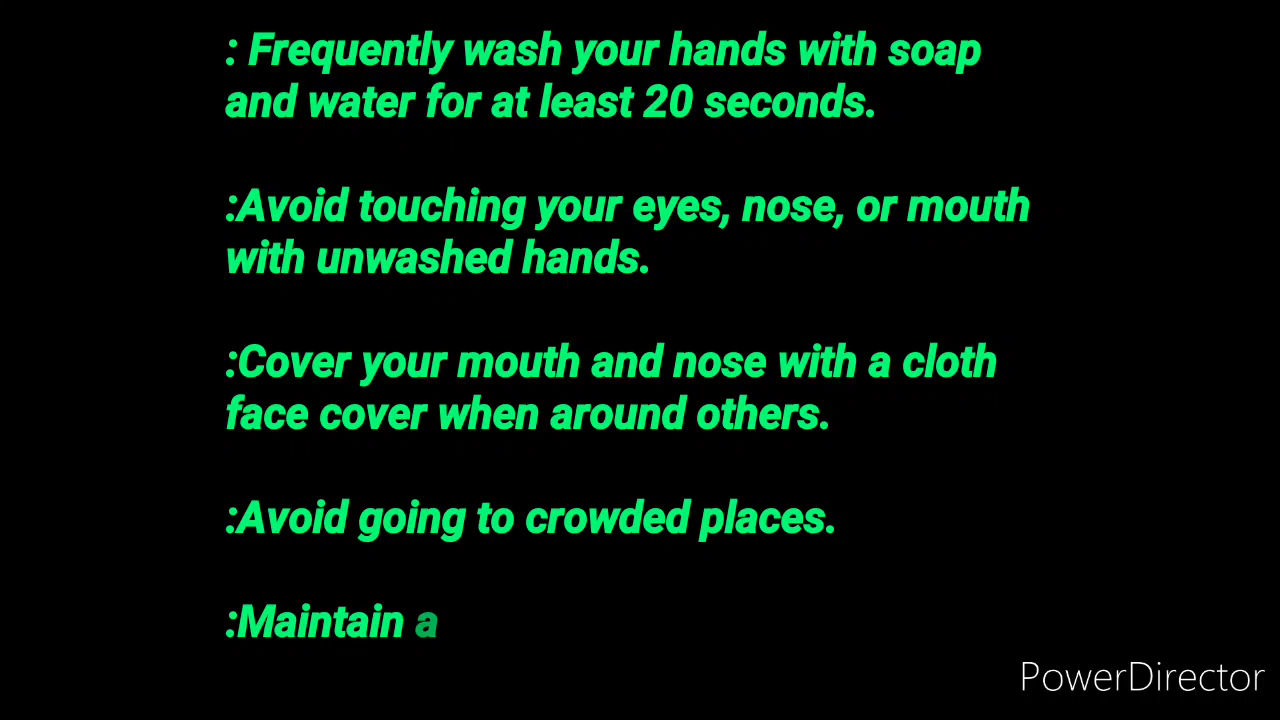 : Frequently wash your hands with soap
and water for at least 20 seconds.
:Avoid touching your eyes, nose, or mouth
with unwashed hands.
:Cover your mouth and nose with a cloth
face cover when around others.
:Avoid going to crowded places.
:Maintain a
PowerDirector